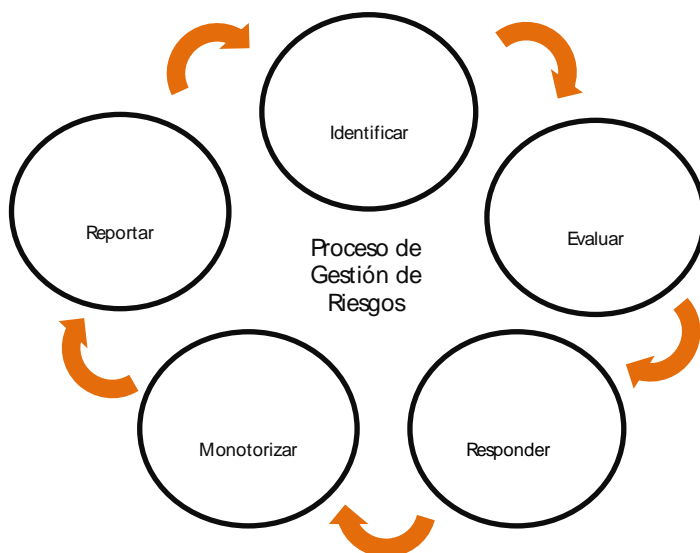 Identificar
Evaluar
Responder
Monotorizar
Reportar
Proceso de
Gestión de
Riesgos